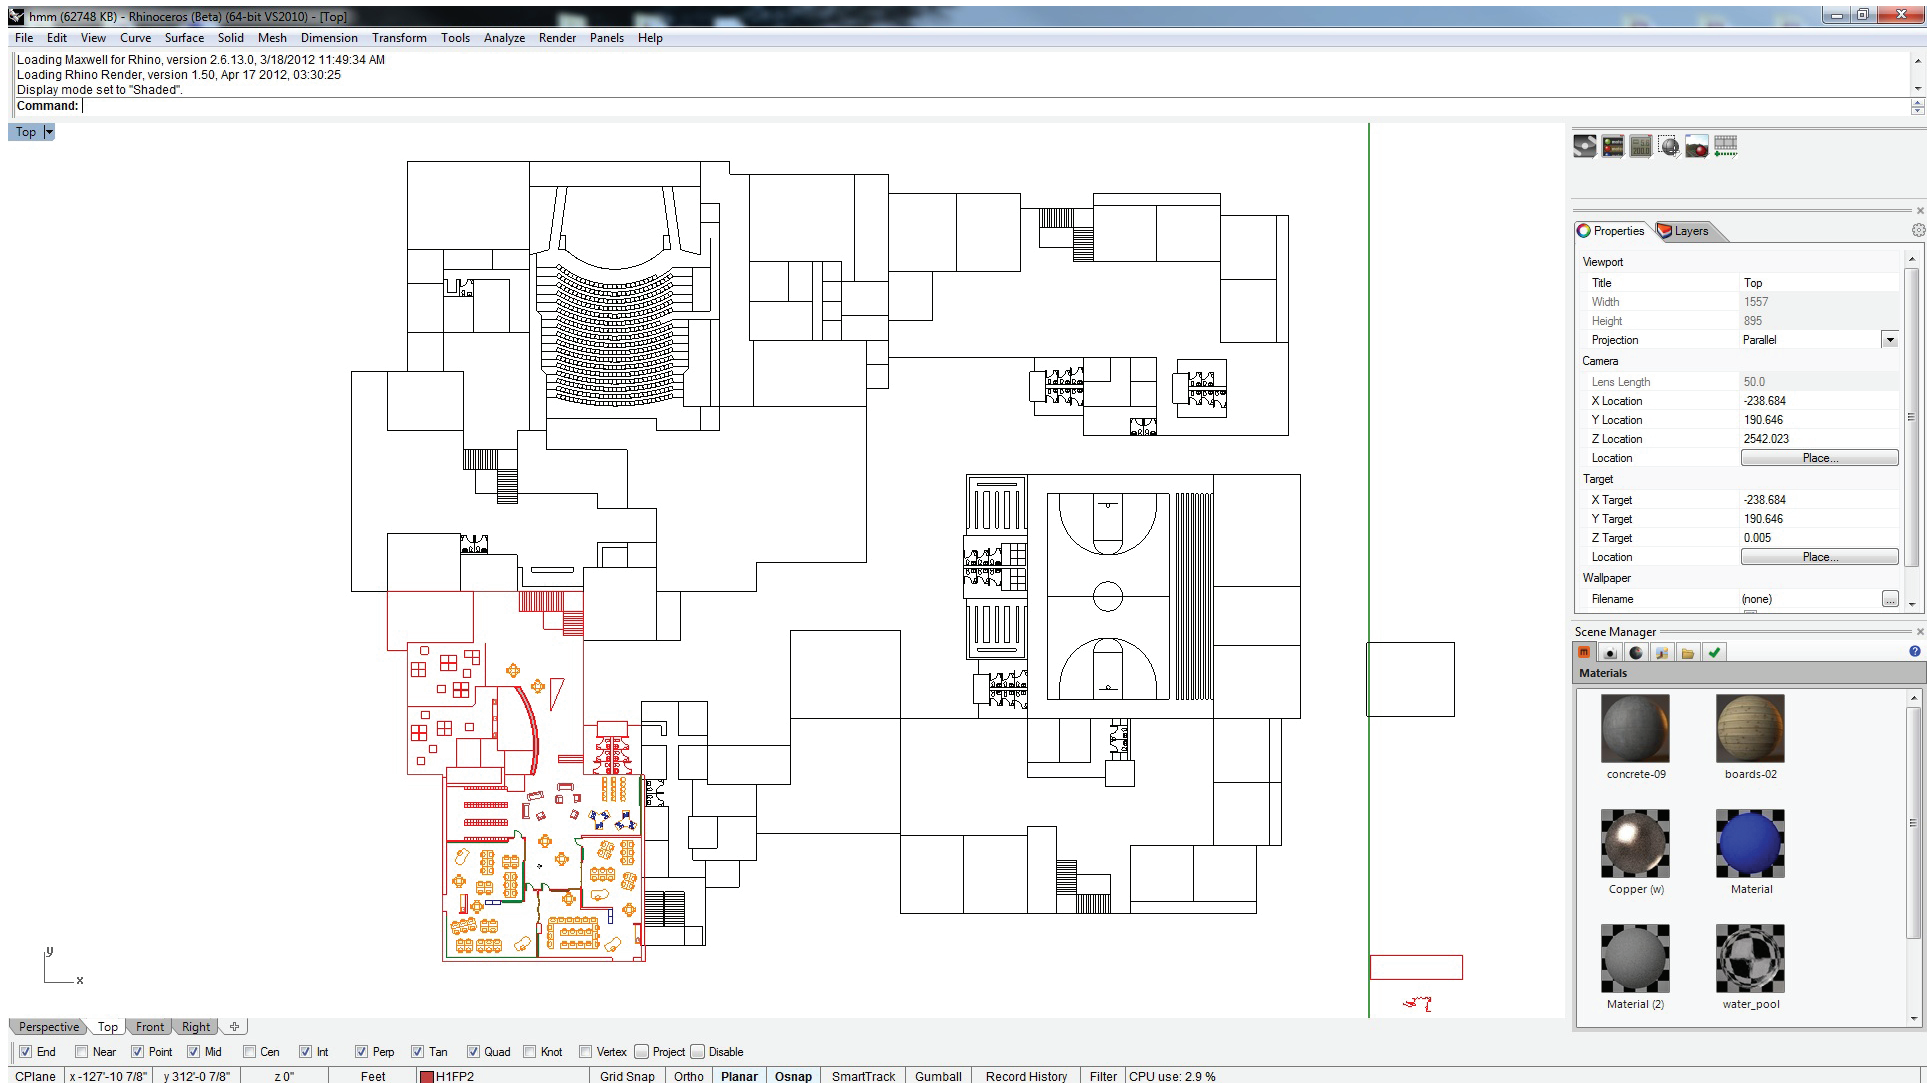 hmm (62748 KB) - Rhinoceros (Beta) (64-bit VS2010) - [Top]
File Edit View Curve Surface Solid Mesh Dimension Transform Tools Analyze Render Panels Help
Loading Maxwell for Rhino, version 2.6.13.0, 3/18/2012 11:49:34 AM
Loading Rhino Render, version 1.50, Apr 17 2012, 03:30:25
Display mode set to "Shaded".
Command:
Top
Properties Layers
Viewport
Title Top
Width 1557
Height 895
Projection Parallel
Camera
Lens Length 50.0
X Location -238.684
Y Location 190.646
Z Location 2542.023
Location Place...
Target
X Target -238.684
Y Target 190.646
Z Target 0.005
Location Place...
Wallpaper
Filename (none) ...
Scene Manager
Materials
concrete-09 boards-02
Copper (w) Material
Material (2) water_pool
y
x
Perspective Top Front Right
End Near Point Mid Cen Int Perp Tan Quad Knot Vertex Project Disable
CPlane x -127'-10 7/8" y 312'-0 7/8" z 0" Feet H1FP2 Grid Snap Ortho Planar Osnap SmartTrack Gumball Record History Filter CPU use: 2.9 %